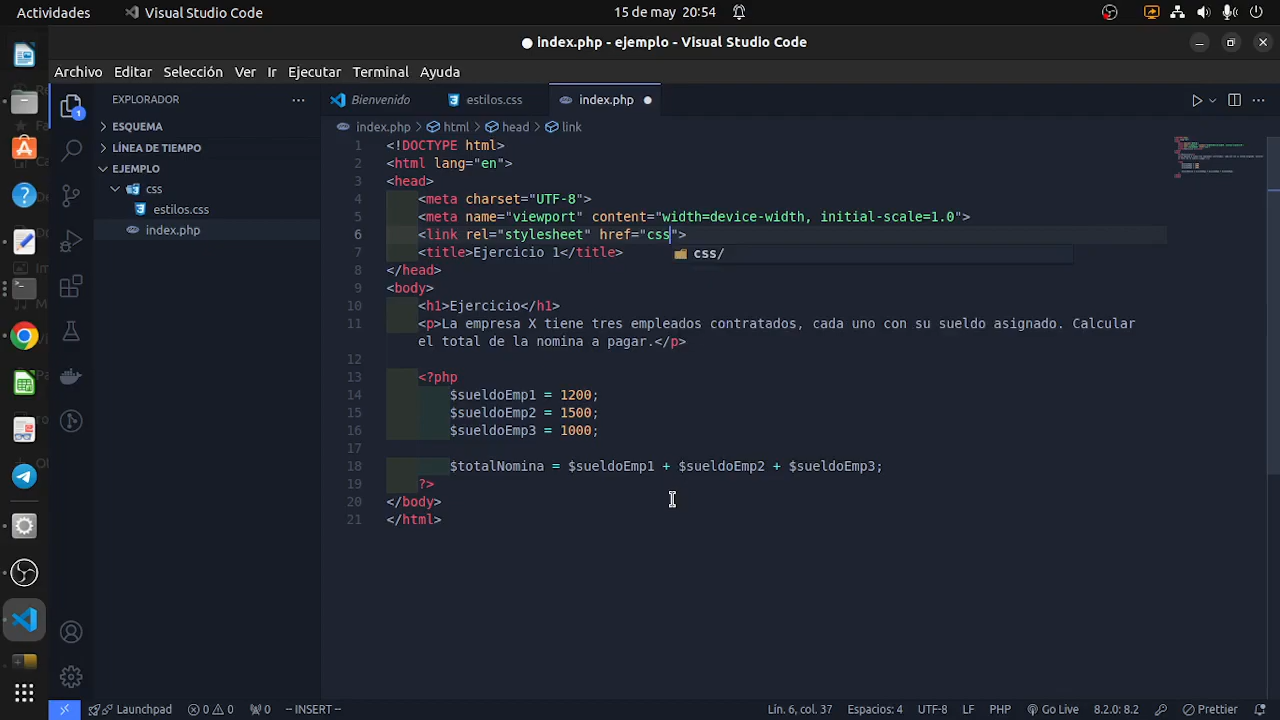 Actividades
Visual Studio Code
15 de may 20:54
index.php - ejemplo - Visual Studio Code
Archivo Editar Selección Ver Ir Ejecutar Terminal Ayuda
EXPLORADOR
Bienvenido
estilos.css
index.php
ESQUEMA
LÍNEA DE TIEMPO
EJEMPLO
css
estilos.css
index.php
index.php > html > head > link
1 <!DOCTYPE html>
2 <html lang="en">
3 <head>
4 <meta charset="UTF-8">
5 <meta name="viewport" content="width=device-width, initial-scale=1.0">
6 <link rel="stylesheet" href="css">
css/
7 <title>Ejercicio 1</title>
8 </head>
9 <body>
10 <h1>Ejercicio</h1>
11 <p>La empresa X tiene tres empleados contratados, cada uno con su sueldo asignado. Calcular
el total de la nomina a pagar.</p>
12
13 <?php
14 $sueldoEmp1 = 1200;
15 $sueldoEmp2 = 1500;
16 $sueldoEmp3 = 1000;
17
18 $totalNomina = $sueldoEmp1 + $sueldoEmp2 + $sueldoEmp3;
19 ?>
20 </body>
21 </html>
1
Launchpad
0 0
0
-- INSERT --
Lín. 6, col. 37
Espacios: 4
UTF-8
LF
PHP
Go Live
8.2.0: 8.2
Prettier